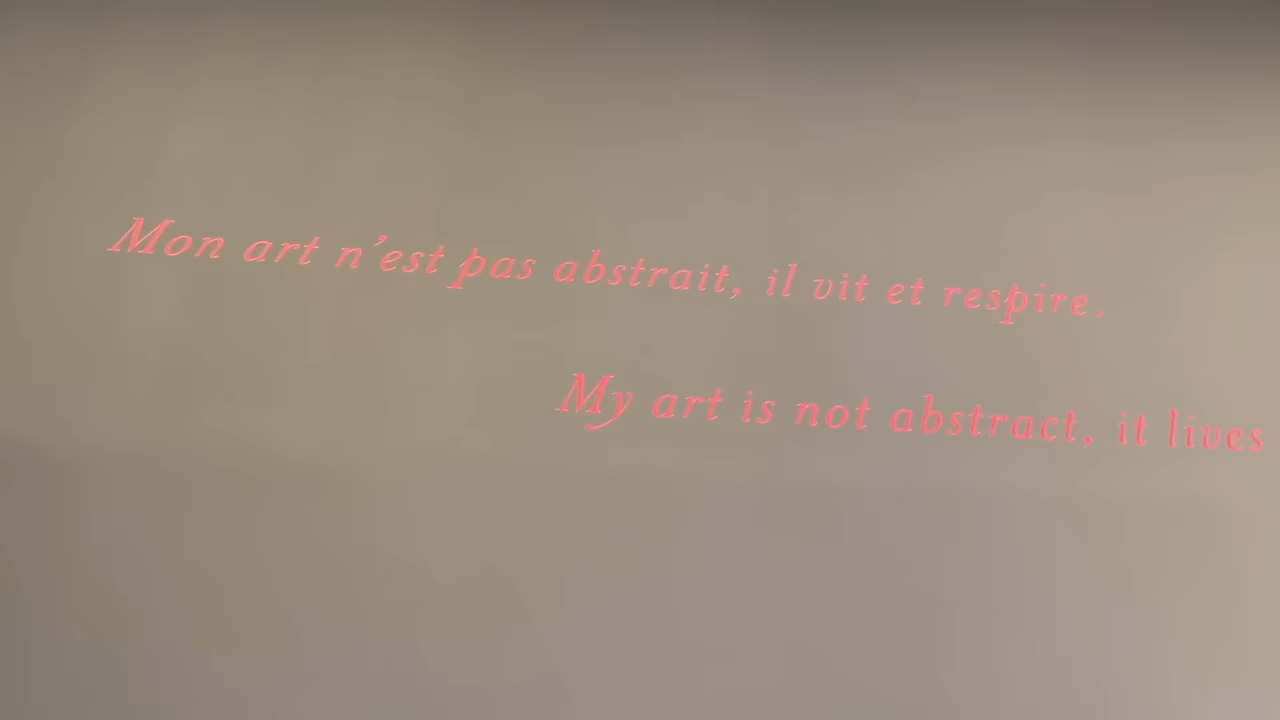 Mon art n’est pas abstrait, il vit et respire.
My art is not abstract, it lives